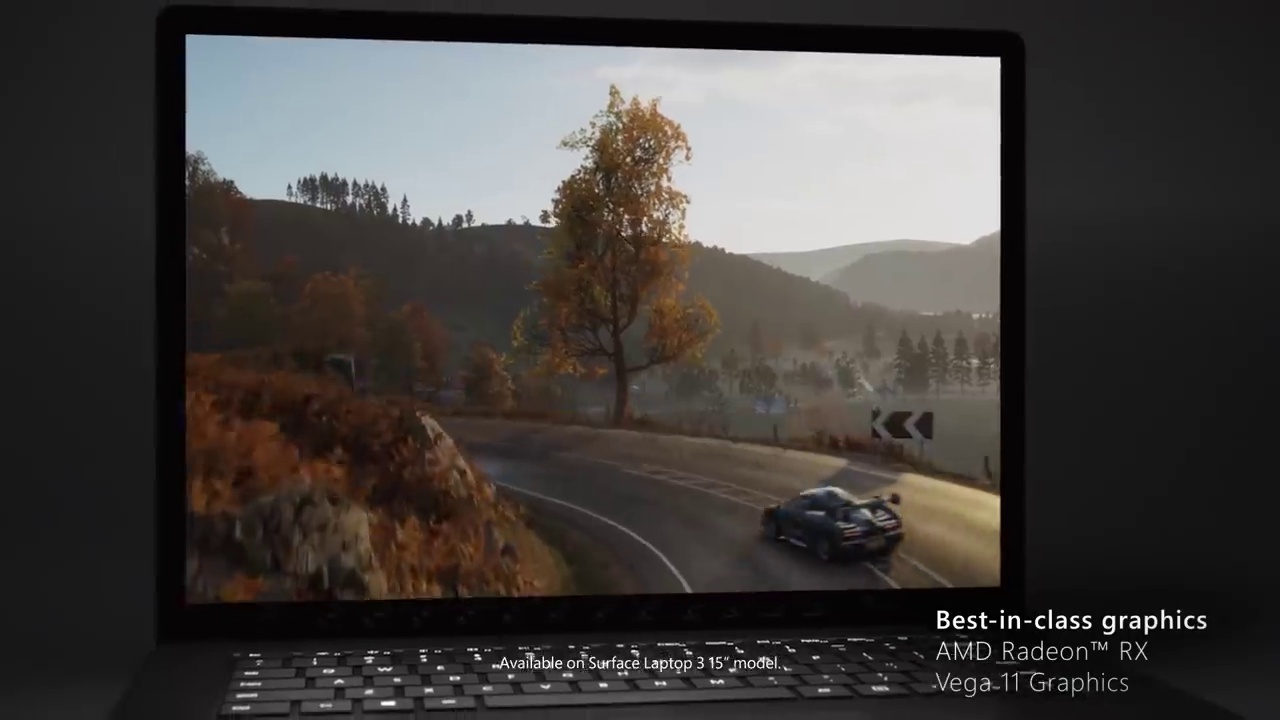 Best-in-class graphics
AMD Radeon™ RX
Vega 11 Graphics
Available on Surface Laptop 3 15” model.